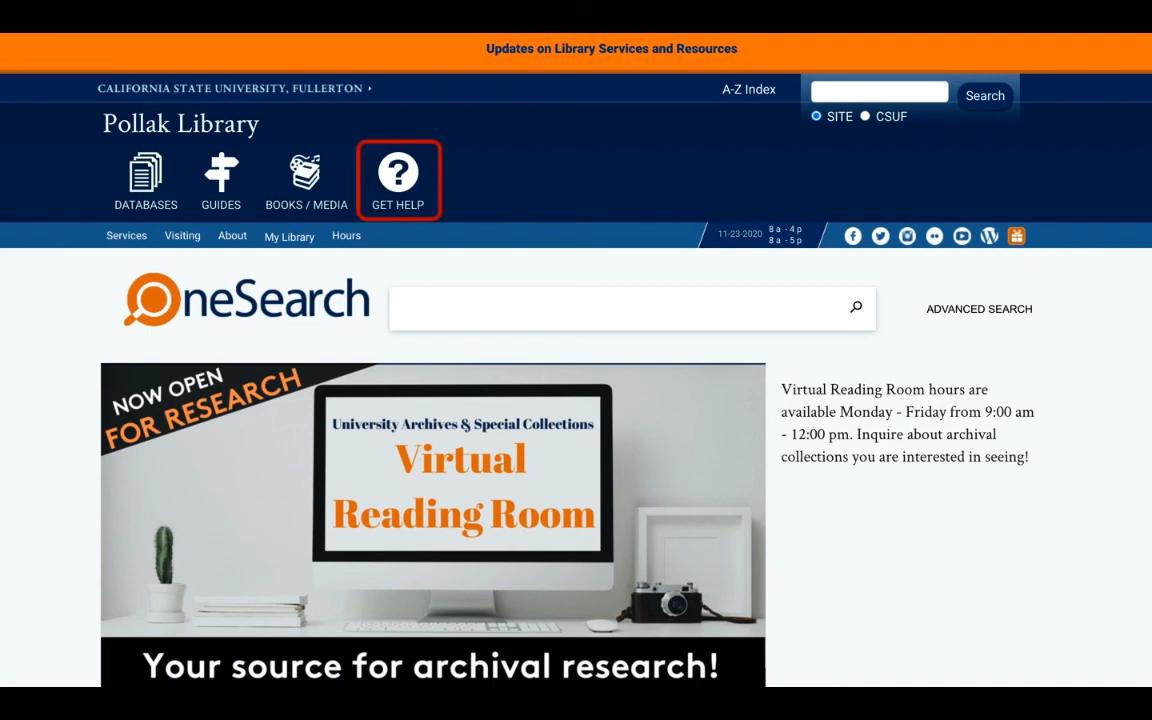 Updates on Library Services and Resources
CALIFORNIA STATE UNIVERSITY, FULLERTON
A-Z Index
Search
SITE CSUF
Pollak Library
DATABASES GUIDES BOOKS / MEDIA GET HELP
Services Visiting About My Library Hours
11-23-2020 8 a - 4 p
8 a - 5 p
OneSearch
ADVANCED SEARCH
NOW OPEN
FOR RESEARCH
University Archives & Special Collections
Virtual
Reading Room
Your source for archival research!
Virtual Reading Room hours are
available Monday - Friday from 9:00 am
- 12:00 pm. Inquire about archival
collections you are interested in seeing!